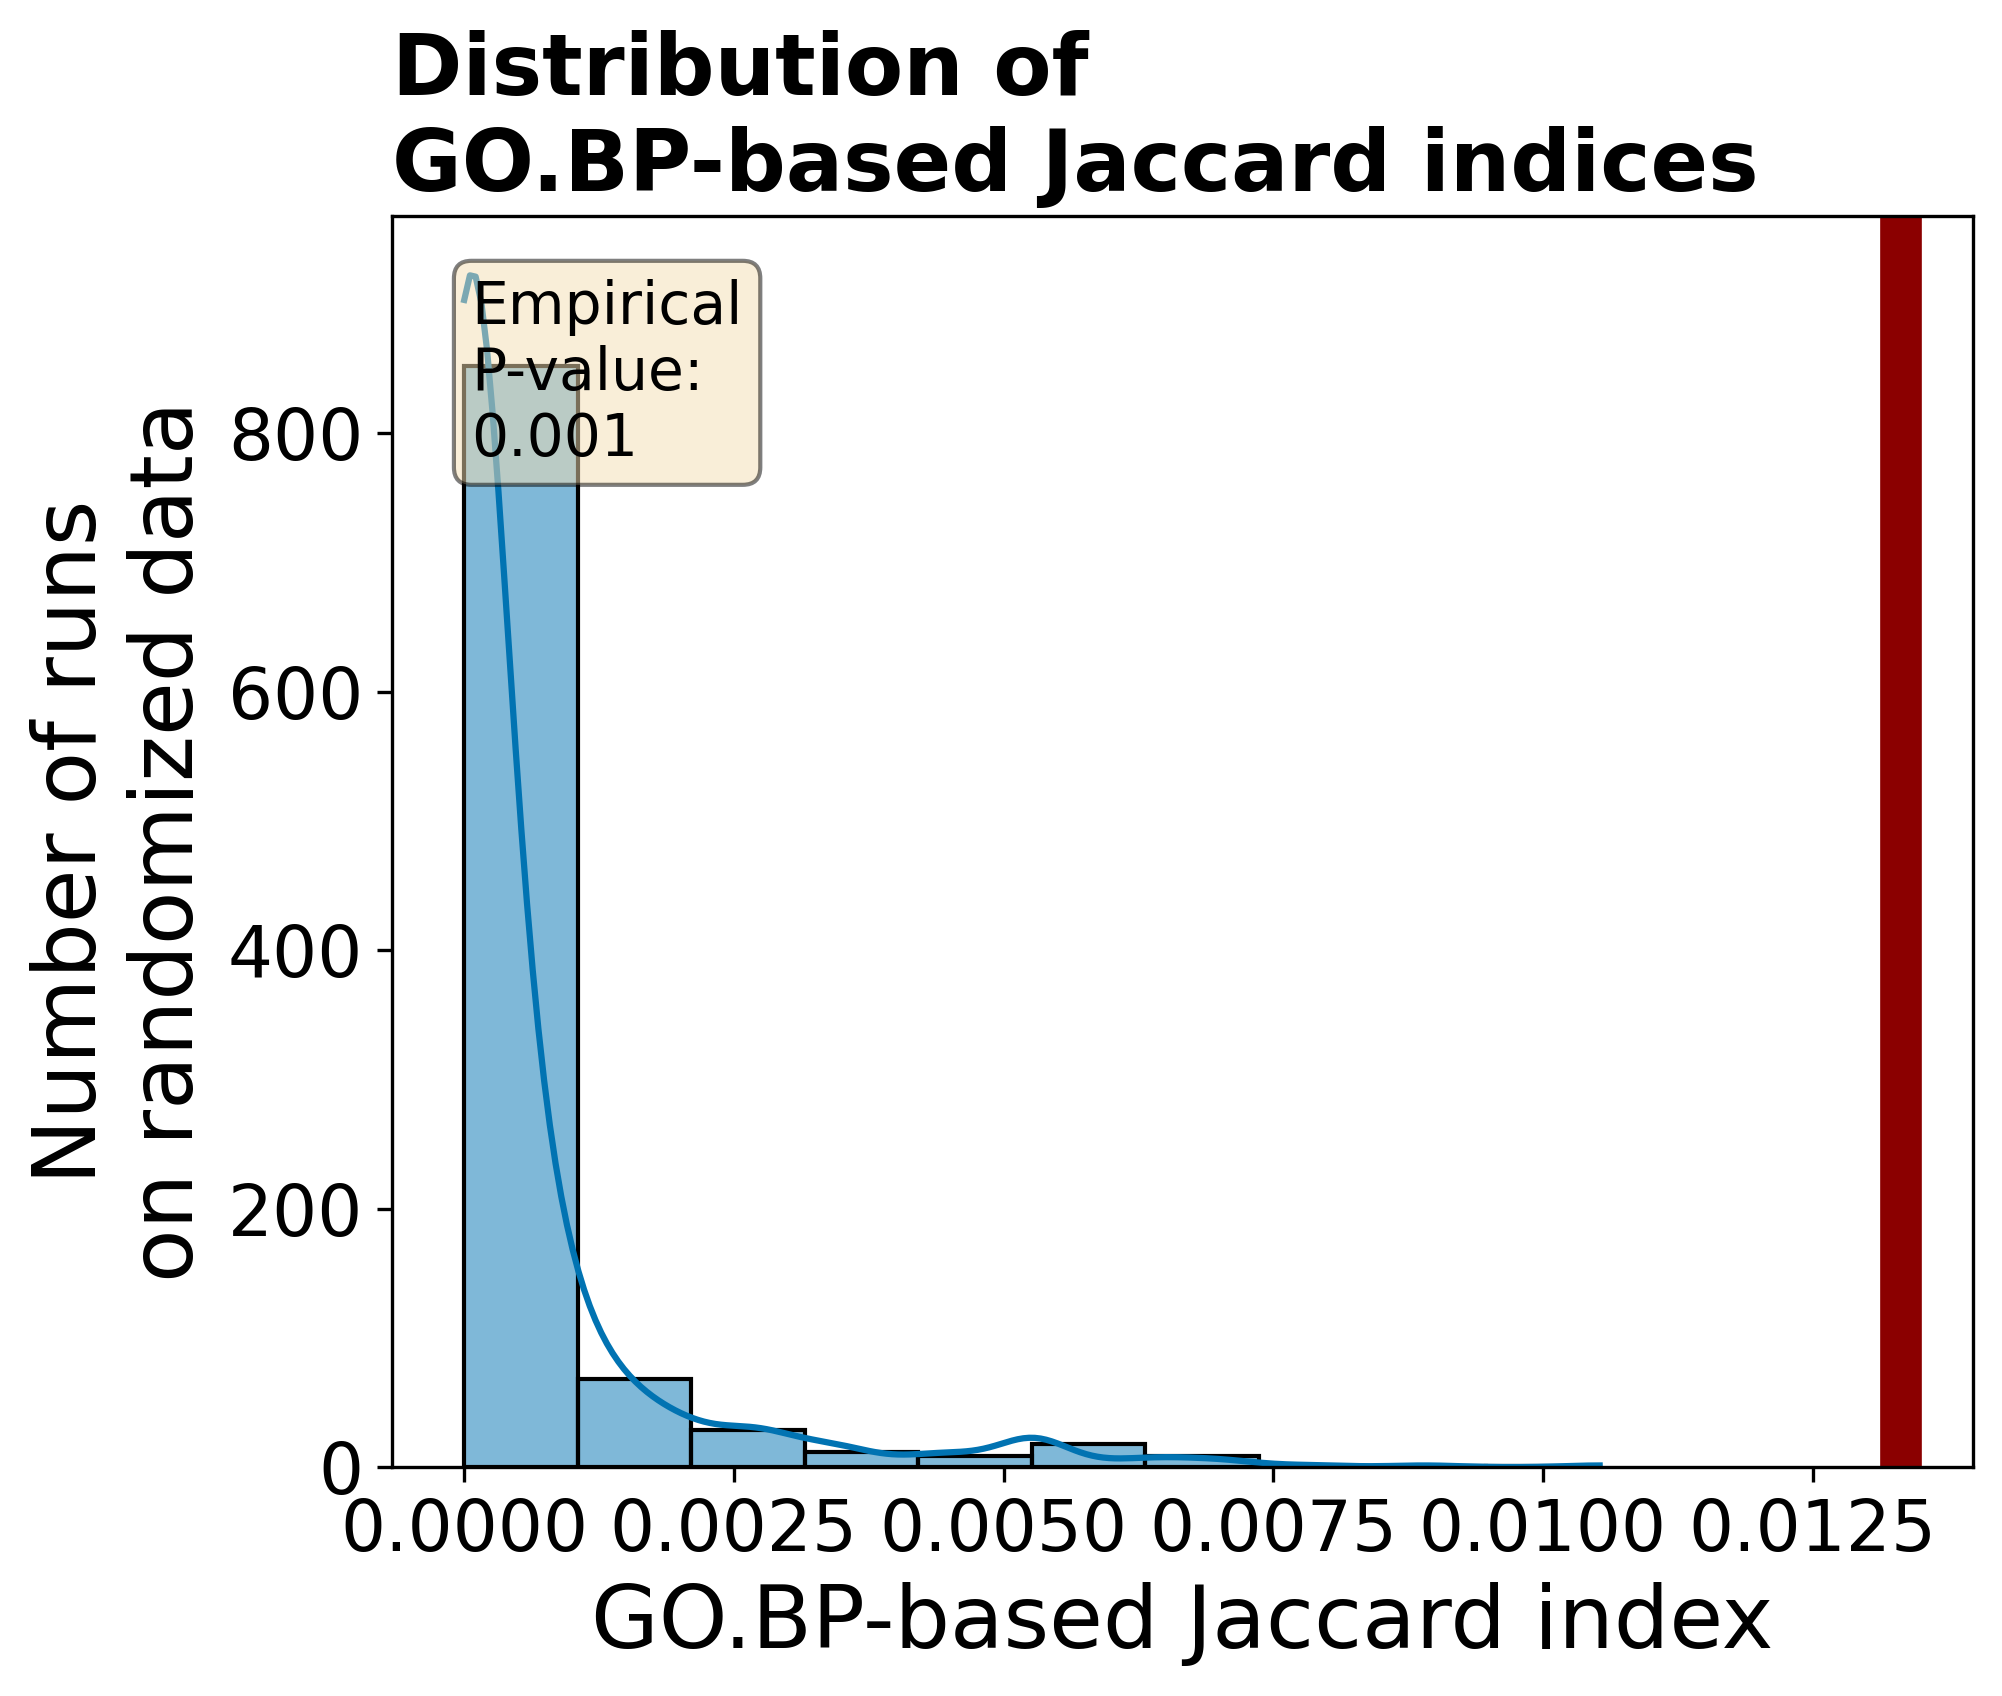 Distribution of
GO.BP-based Jaccard indices
Empirical
P-value:
0.001
Number of runs
on randomized data
800
600
400
200
0
0.0000 0.0025 0.0050 0.0075 0.0100 0.0125
GO.BP-based Jaccard index